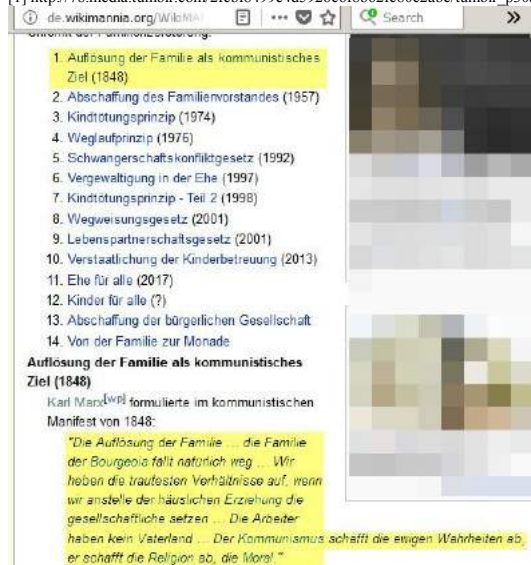 de.wikimannia.org/WikiMA
Search
1. Auflösung der Familie als kommunistisches
Ziel (1848)
2. Abschaffung des Familienvorstandes (1957)
3. Kindtötungsprinzip (1974)
4. Weglaufprinzip (1976)
5. Schwangerschaftskonfliktgesetz (1992)
6. Vergewaltigung in der Ehe (1997)
7. Kindtötungsprinzip - Teil 2 (1998)
8. Wegweisungsgesetz (2001)
9. Lebenspartnerschaftsgesetz (2001)
10. Verstaatlichung der Kinderbetreuung (2013)
11. Ehe für alle (2017)
12. Kinder für alle (?)
13. Abschaffung der bürgerlichen Gesellschaft
14. Von der Familie zur Monade
Auflösung der Familie als kommunistisches
Ziel (1848)
Karl Marx[wp] formulierte im kommunistischen
Manifest von 1848:
"Die Auflösung der Familie ... die Familie
der Bourgeois fällt natürlich weg ... Wir
heben die trautesten Verhältnisse auf, wenn
wir anstelle der häuslichen Erziehung die
gesellschaftliche setzen ... Die Arbeiter
haben kein Vaterland ... Der Kommunismus schafft die ewigen Wahrheiten ab,
er schafft die Religion ab, die Moral."